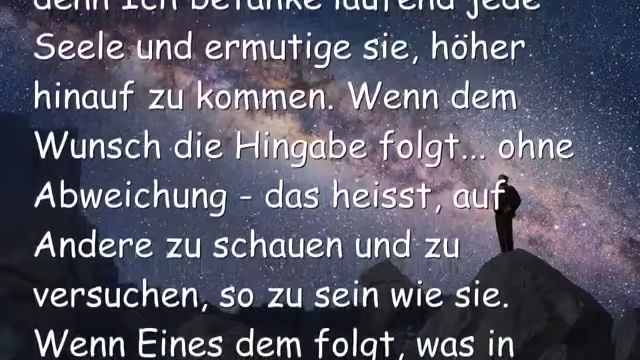 denn Ich betanke laufend jede
Seele und ermutige sie, höher
hinauf zu kommen. Wenn dem
Wunsch die Hingabe folgt... ohne
Abweichung - das heisst, auf
Andere zu schauen und zu
versuchen, so zu sein wie sie.
Wenn Eines dem folgt, was in